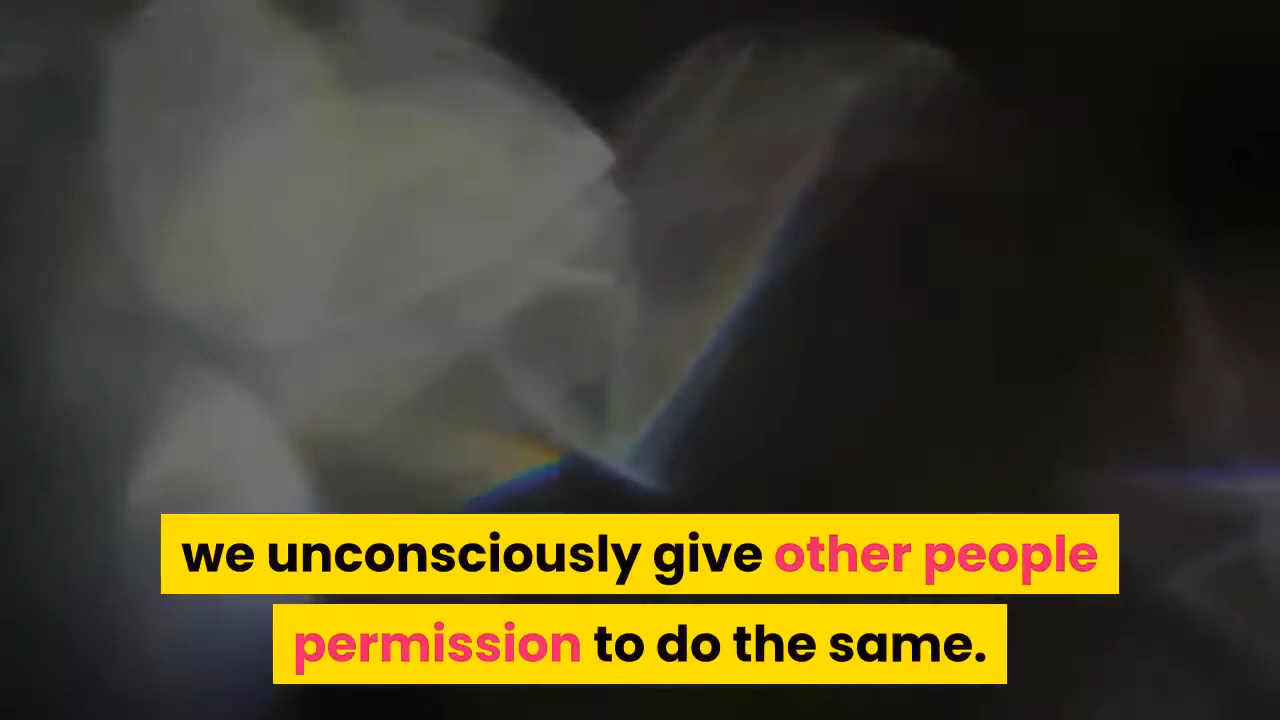 we unconsciously give other people
permission to do the same.